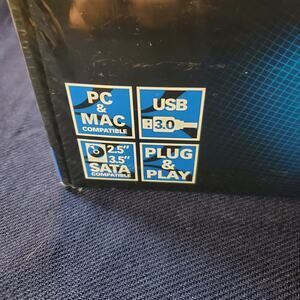 PC
&
MAC
COMPATIBLE
USB
3.0
2.5"
3.5"
SATA
COMPATIBLE
PLUG
& PLAY